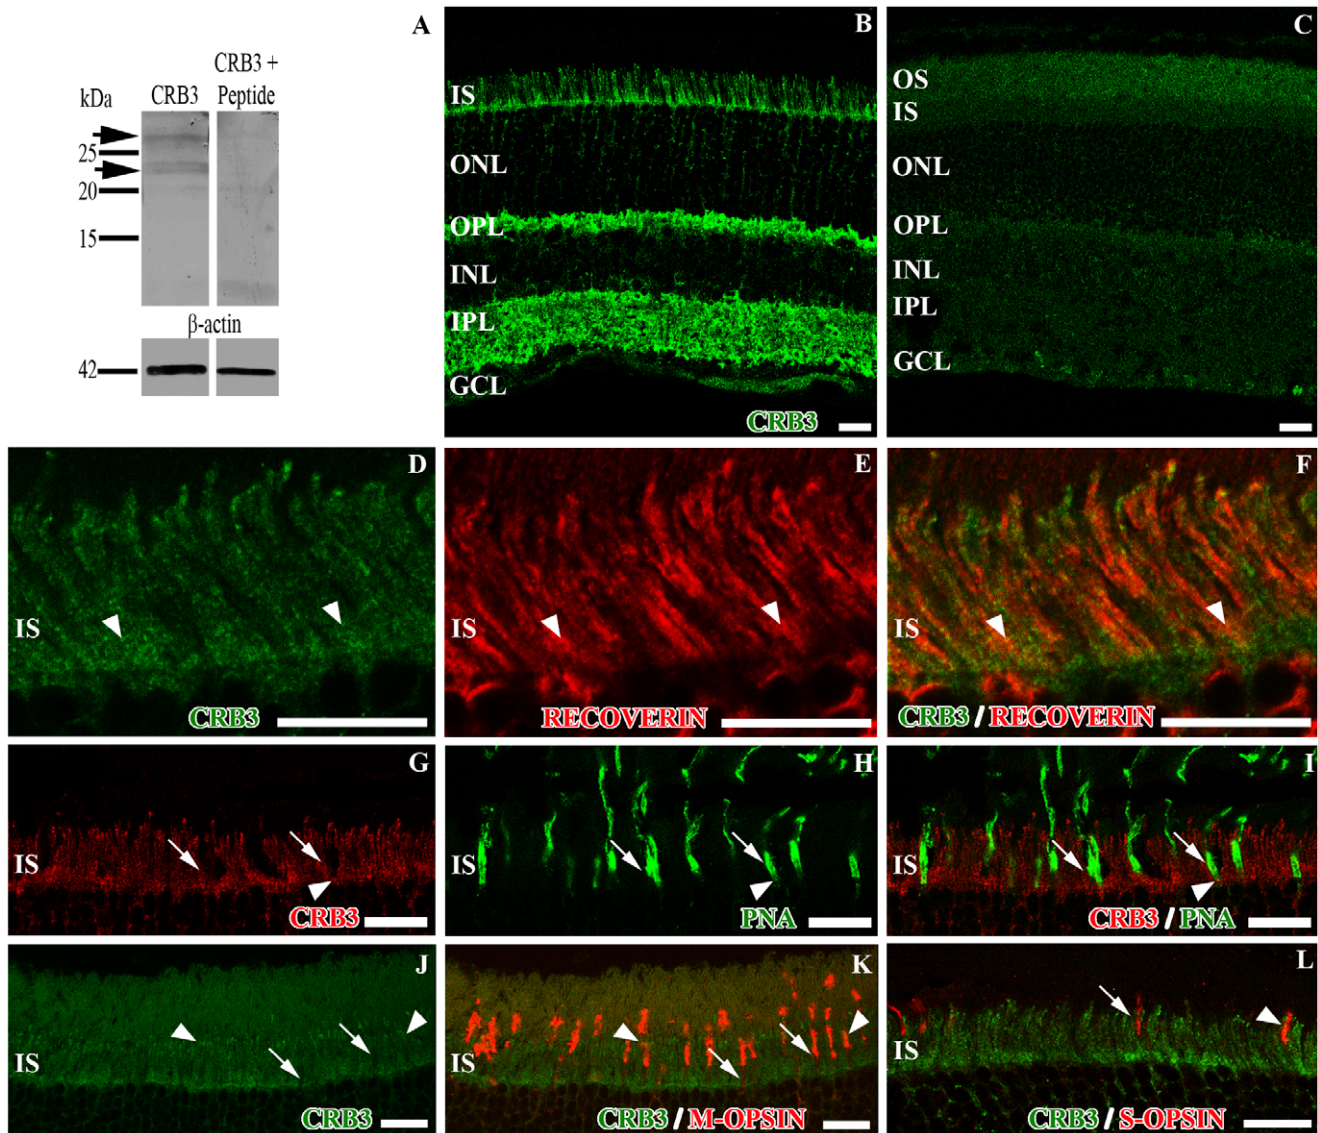 A
CRB3 +
kDa CRB3 Peptide
25
20
15
β-actin
42
B
IS
ONL
OPL
INL
IPL
GCL
CRB3
C
OS
IS
ONL
OPL
INL
IPL
GCL
D
IS
CRB3
E
IS
RECOVERIN
F
IS
CRB3 / RECOVERIN
G
IS
CRB3
H
IS
PNA
I
IS
CRB3 / PNA
J
IS
CRB3
K
IS
CRB3 / M-OPSIN
L
IS
CRB3 / S-OPSIN